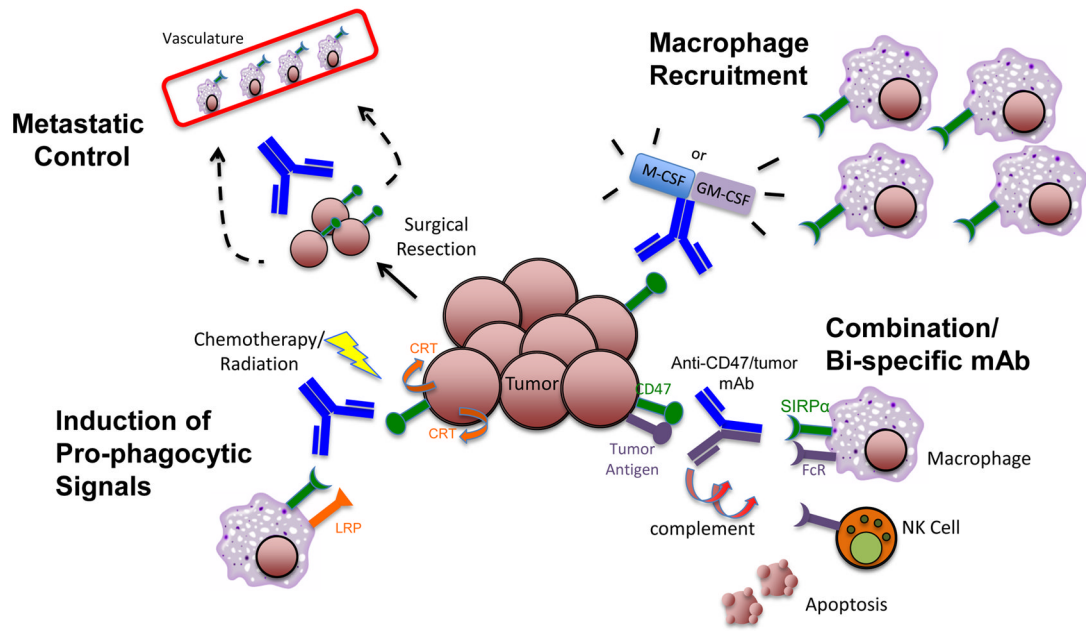 Vasculature
Metastatic
Control
Surgical
Resection
Macrophage
Recruitment
or
M-CSF
GM-CSF
Chemotherapy/
Radiation
CRT
CRT
Tumor
Induction of
Pro-phagocytic
Signals
LRP
Combination/
Bi-specific mAb
Anti-CD47/tumor
mAb
CD47
Tumor
Antigen
SIRPα
FcR
Macrophage
complement
NK Cell
Apoptosis